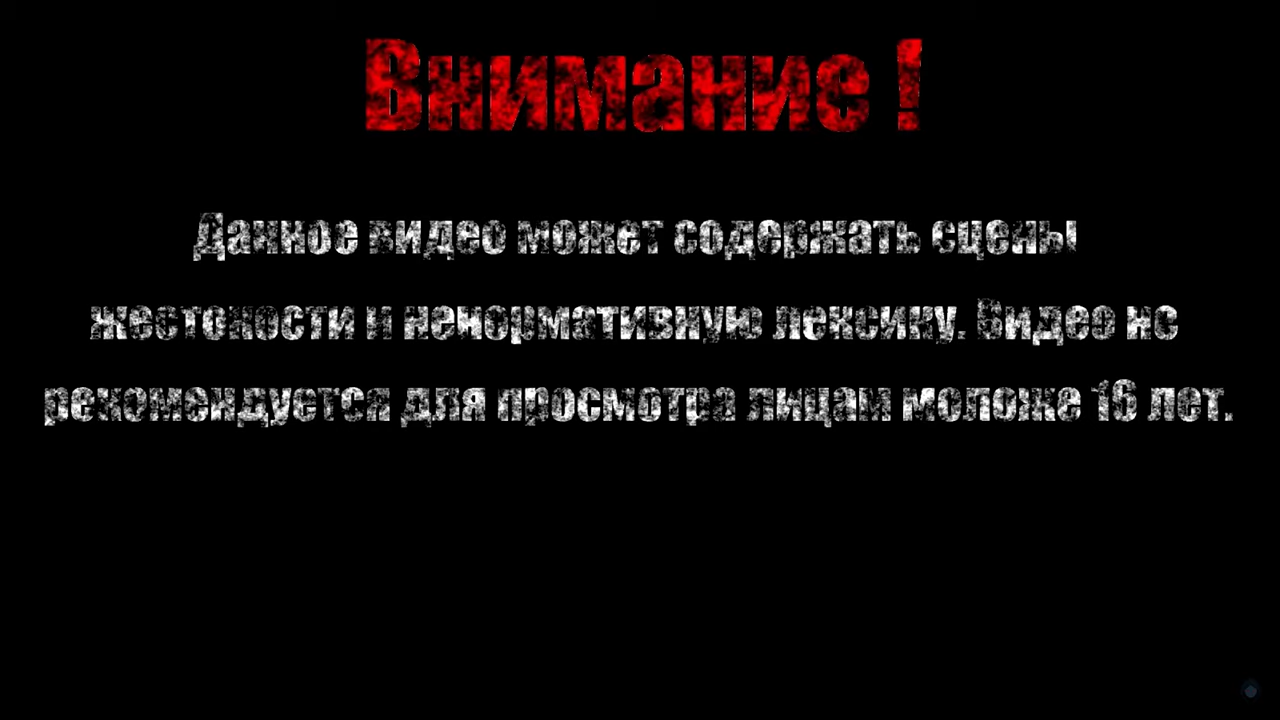 Внимание !
Данное видео может содержать сцены
жестокости и ненормативную лексику. Видео не
рекомендуется для просмотра лицам моложе 16 лет.